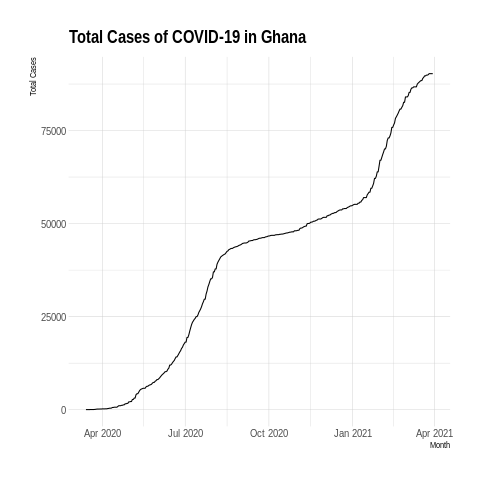 Total Cases of COVID-19 in Ghana
Total Cases
75000
50000
25000
0
Apr 2020 Jul 2020 Oct 2020 Jan 2021 Apr 2021
Month